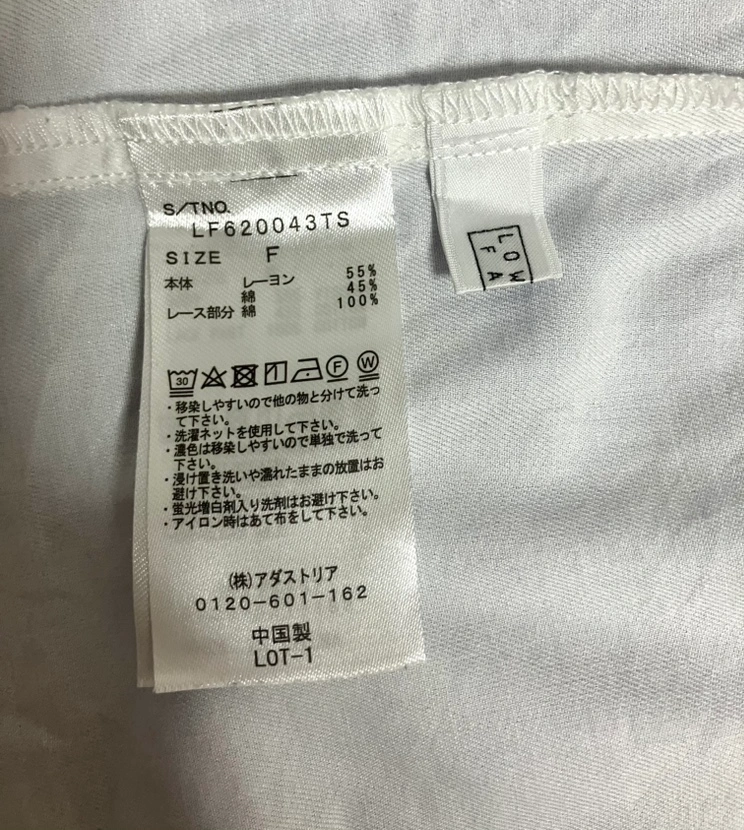 S/TNO.
LF620043TS
SIZE F
本体 レーヨン 55%
綿 45%
レース部分 綿 100%
30 F W
・移染しやすいので他の物と分けて洗っ
て下さい。
・洗濯ネットを使用して下さい。
・濃色は移染しやすいので単独で洗って
下さい。
・浸け置き洗いや濡れたままの放置はお
避け下さい。
・蛍光増白剤入り洗剤はお避け下さい。
・アイロン時はあて布をして下さい。
(株)アダストリア
0120-601-162
中国製
LOT-1
LOW
FA